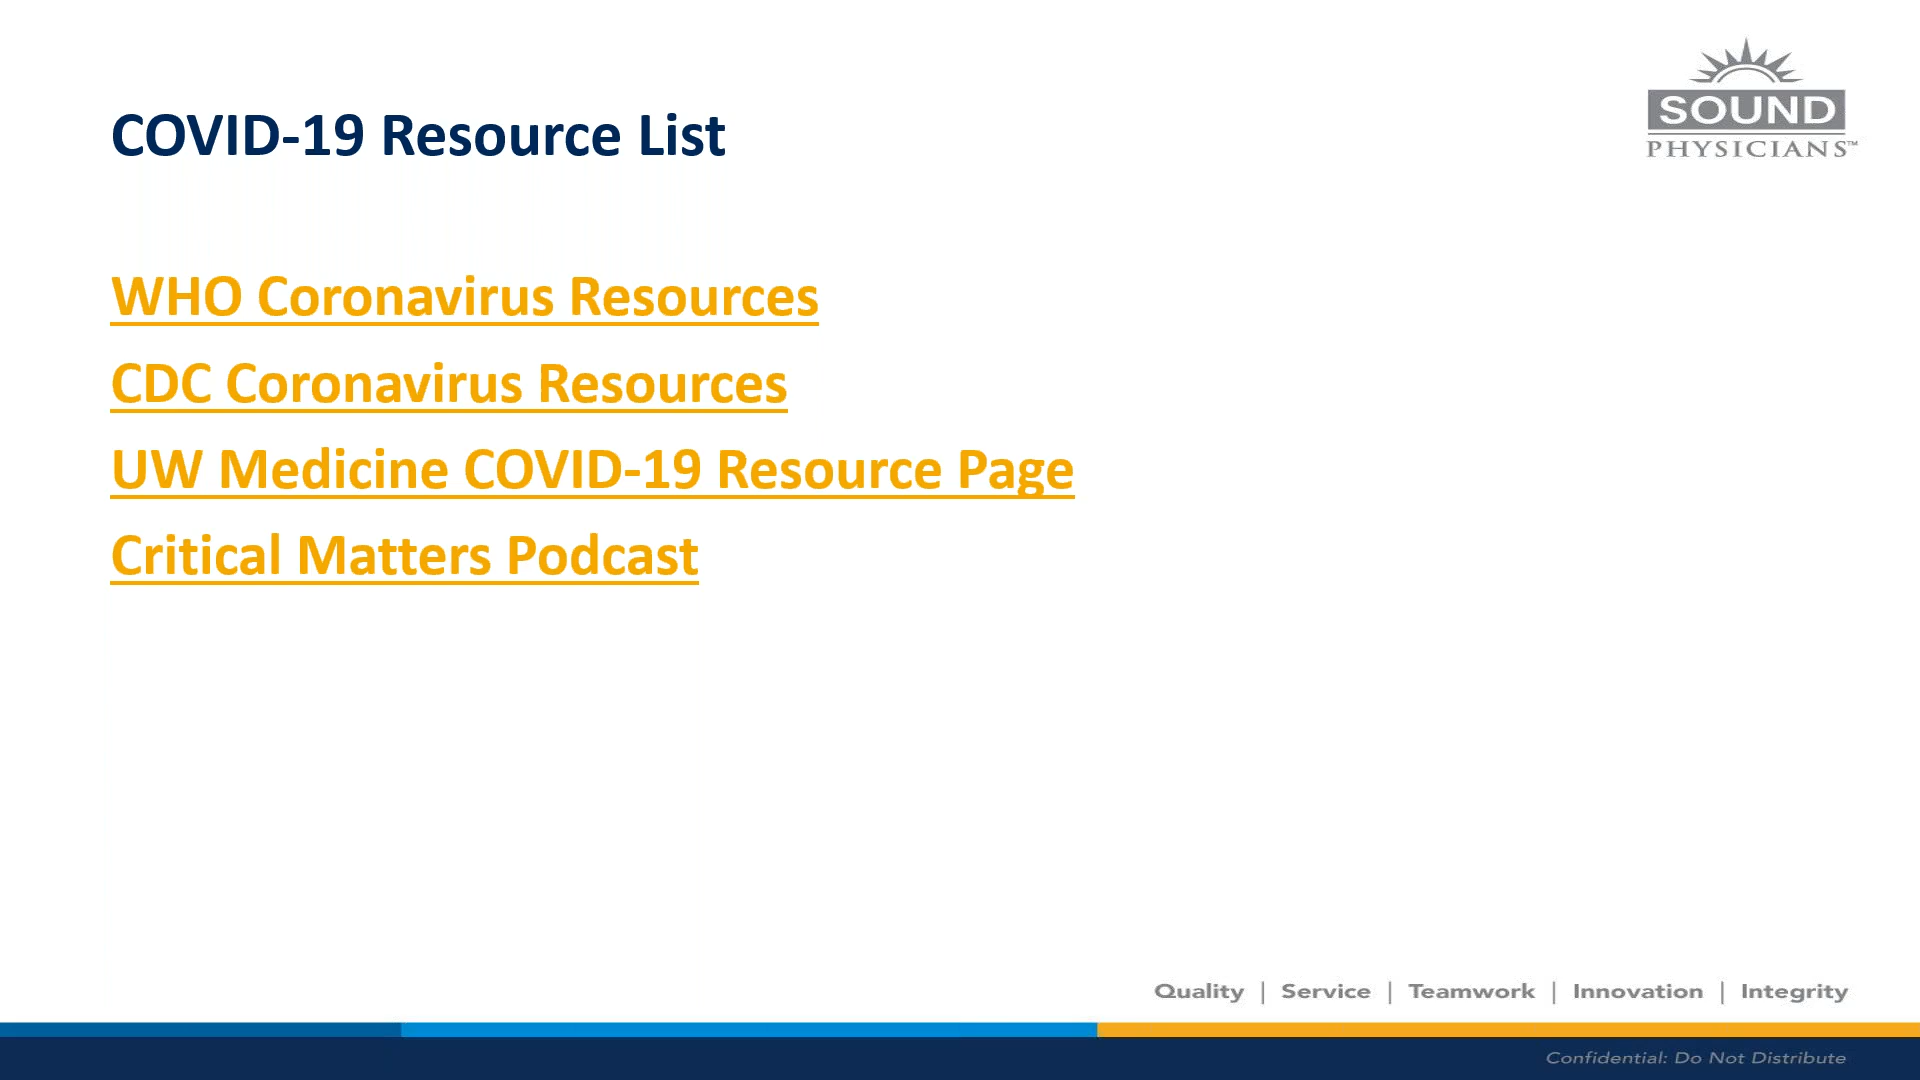 COVID-19 Resource List
SOUND
PHYSICIANS™
WHO Coronavirus Resources
CDC Coronavirus Resources
UW Medicine COVID-19 Resource Page
Critical Matters Podcast
Quality | Service | Teamwork | Innovation | Integrity
Confidential: Do Not Distribute